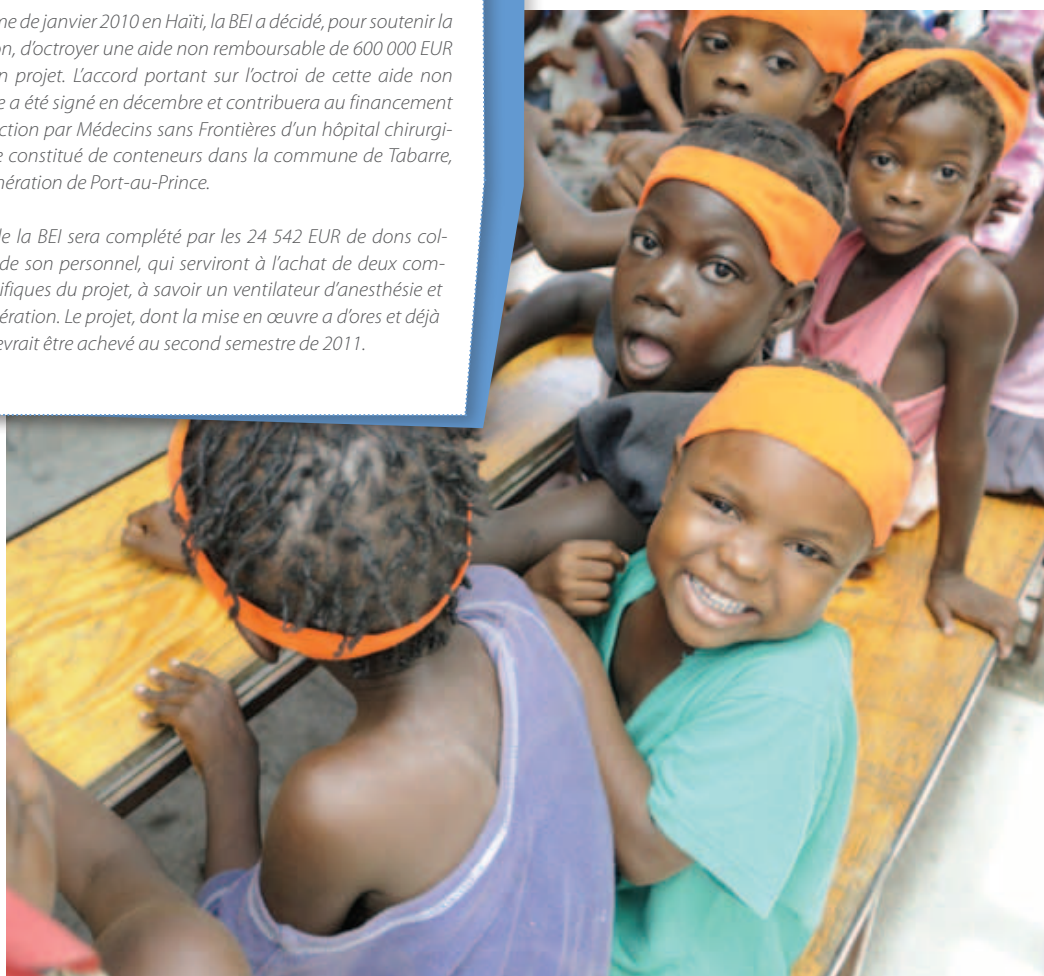 me de janvier 2010 en Haïti, la BEI a décidé, pour soutenir la
on, d'octroyer une aide non remboursable de 600 000 EUR
n projet. L'accord portant sur l'octroi de cette aide non
e a été signé en décembre et contribuera au financement
ction par Médecins sans Frontières d'un hôpital chirurgi-
e constitué de conteneurs dans la commune de Tabarre,
nération de Port-au-Prince.
le la BEI sera complété par les 24 542 EUR de dons col-
de son personnel, qui serviront à l'achat de deux com-
ifiques du projet, à savoir un ventilateur d'anesthésie et
ération. Le projet, dont la mise en œuvre a d'ores et déjà
evrait être achevé au second semestre de 2011.